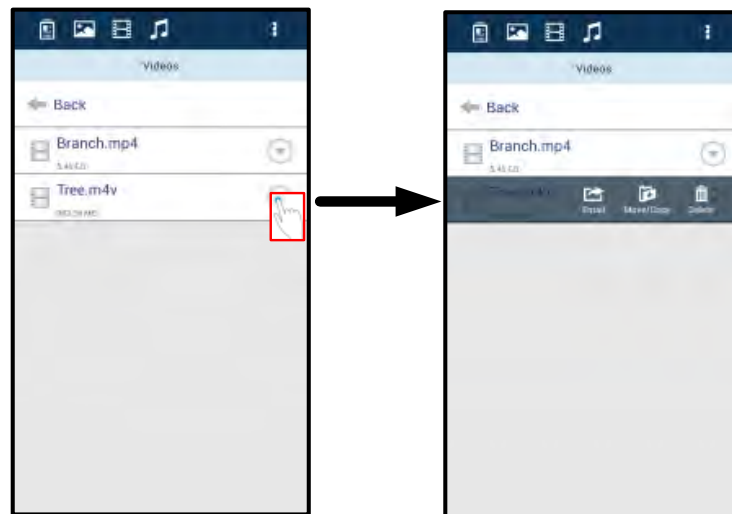 Videos
Back
Branch.mp4
Tree.m4v
Videos
Back
Branch.mp4
Email
Move/Copy
Delete